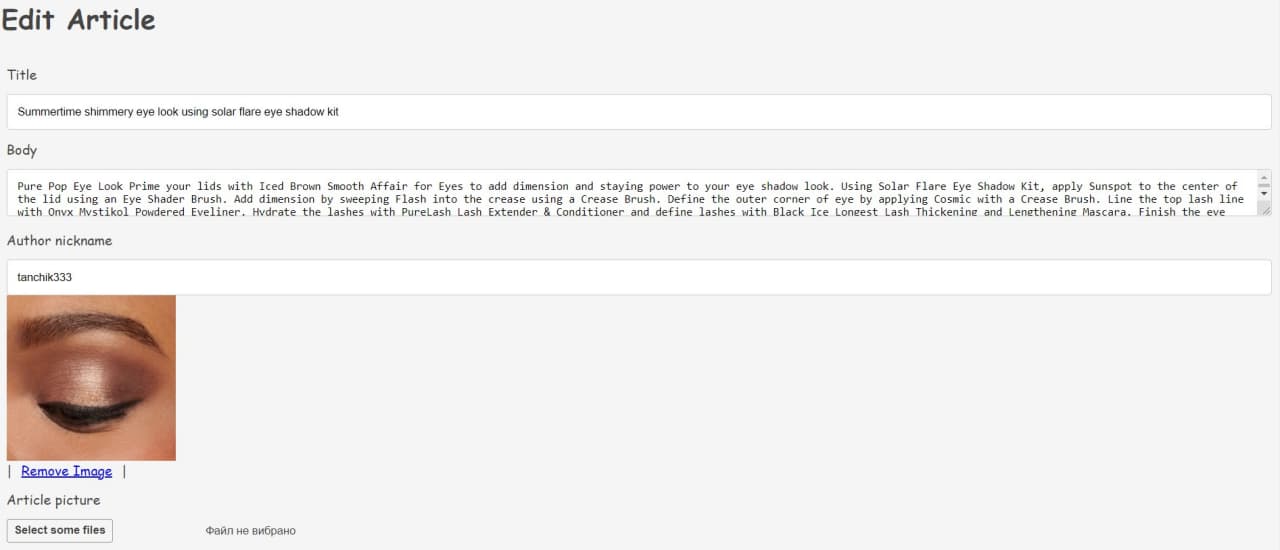 Edit Article
Title
Summertime shimmery eye look using solar flare eye shadow kit
Body
Pure Pop Eye Look Prime your lids with Iced Brown Smooth Affair for Eyes to add dimension and staying power to your eye shadow look. Using Solar Flare Eye Shadow Kit, apply Sunspot to the center of
the lid using an Eye Shader Brush. Add dimension by sweeping Flash into the crease using a Crease Brush. Define the outer corner of eye by applying Cosmic with a Crease Brush. Line the top lash line
with Onyx Mystikol Powdered Eyeliner. Hydrate the lashes with PureLash Lash Extender & Conditioner and define lashes with Black Ice Longest Lash Thickening and Lengthening Mascara. Finish the eye
Author nickname
tanchik333
| Remove Image |
Article picture
Select some files Файл не вибрано